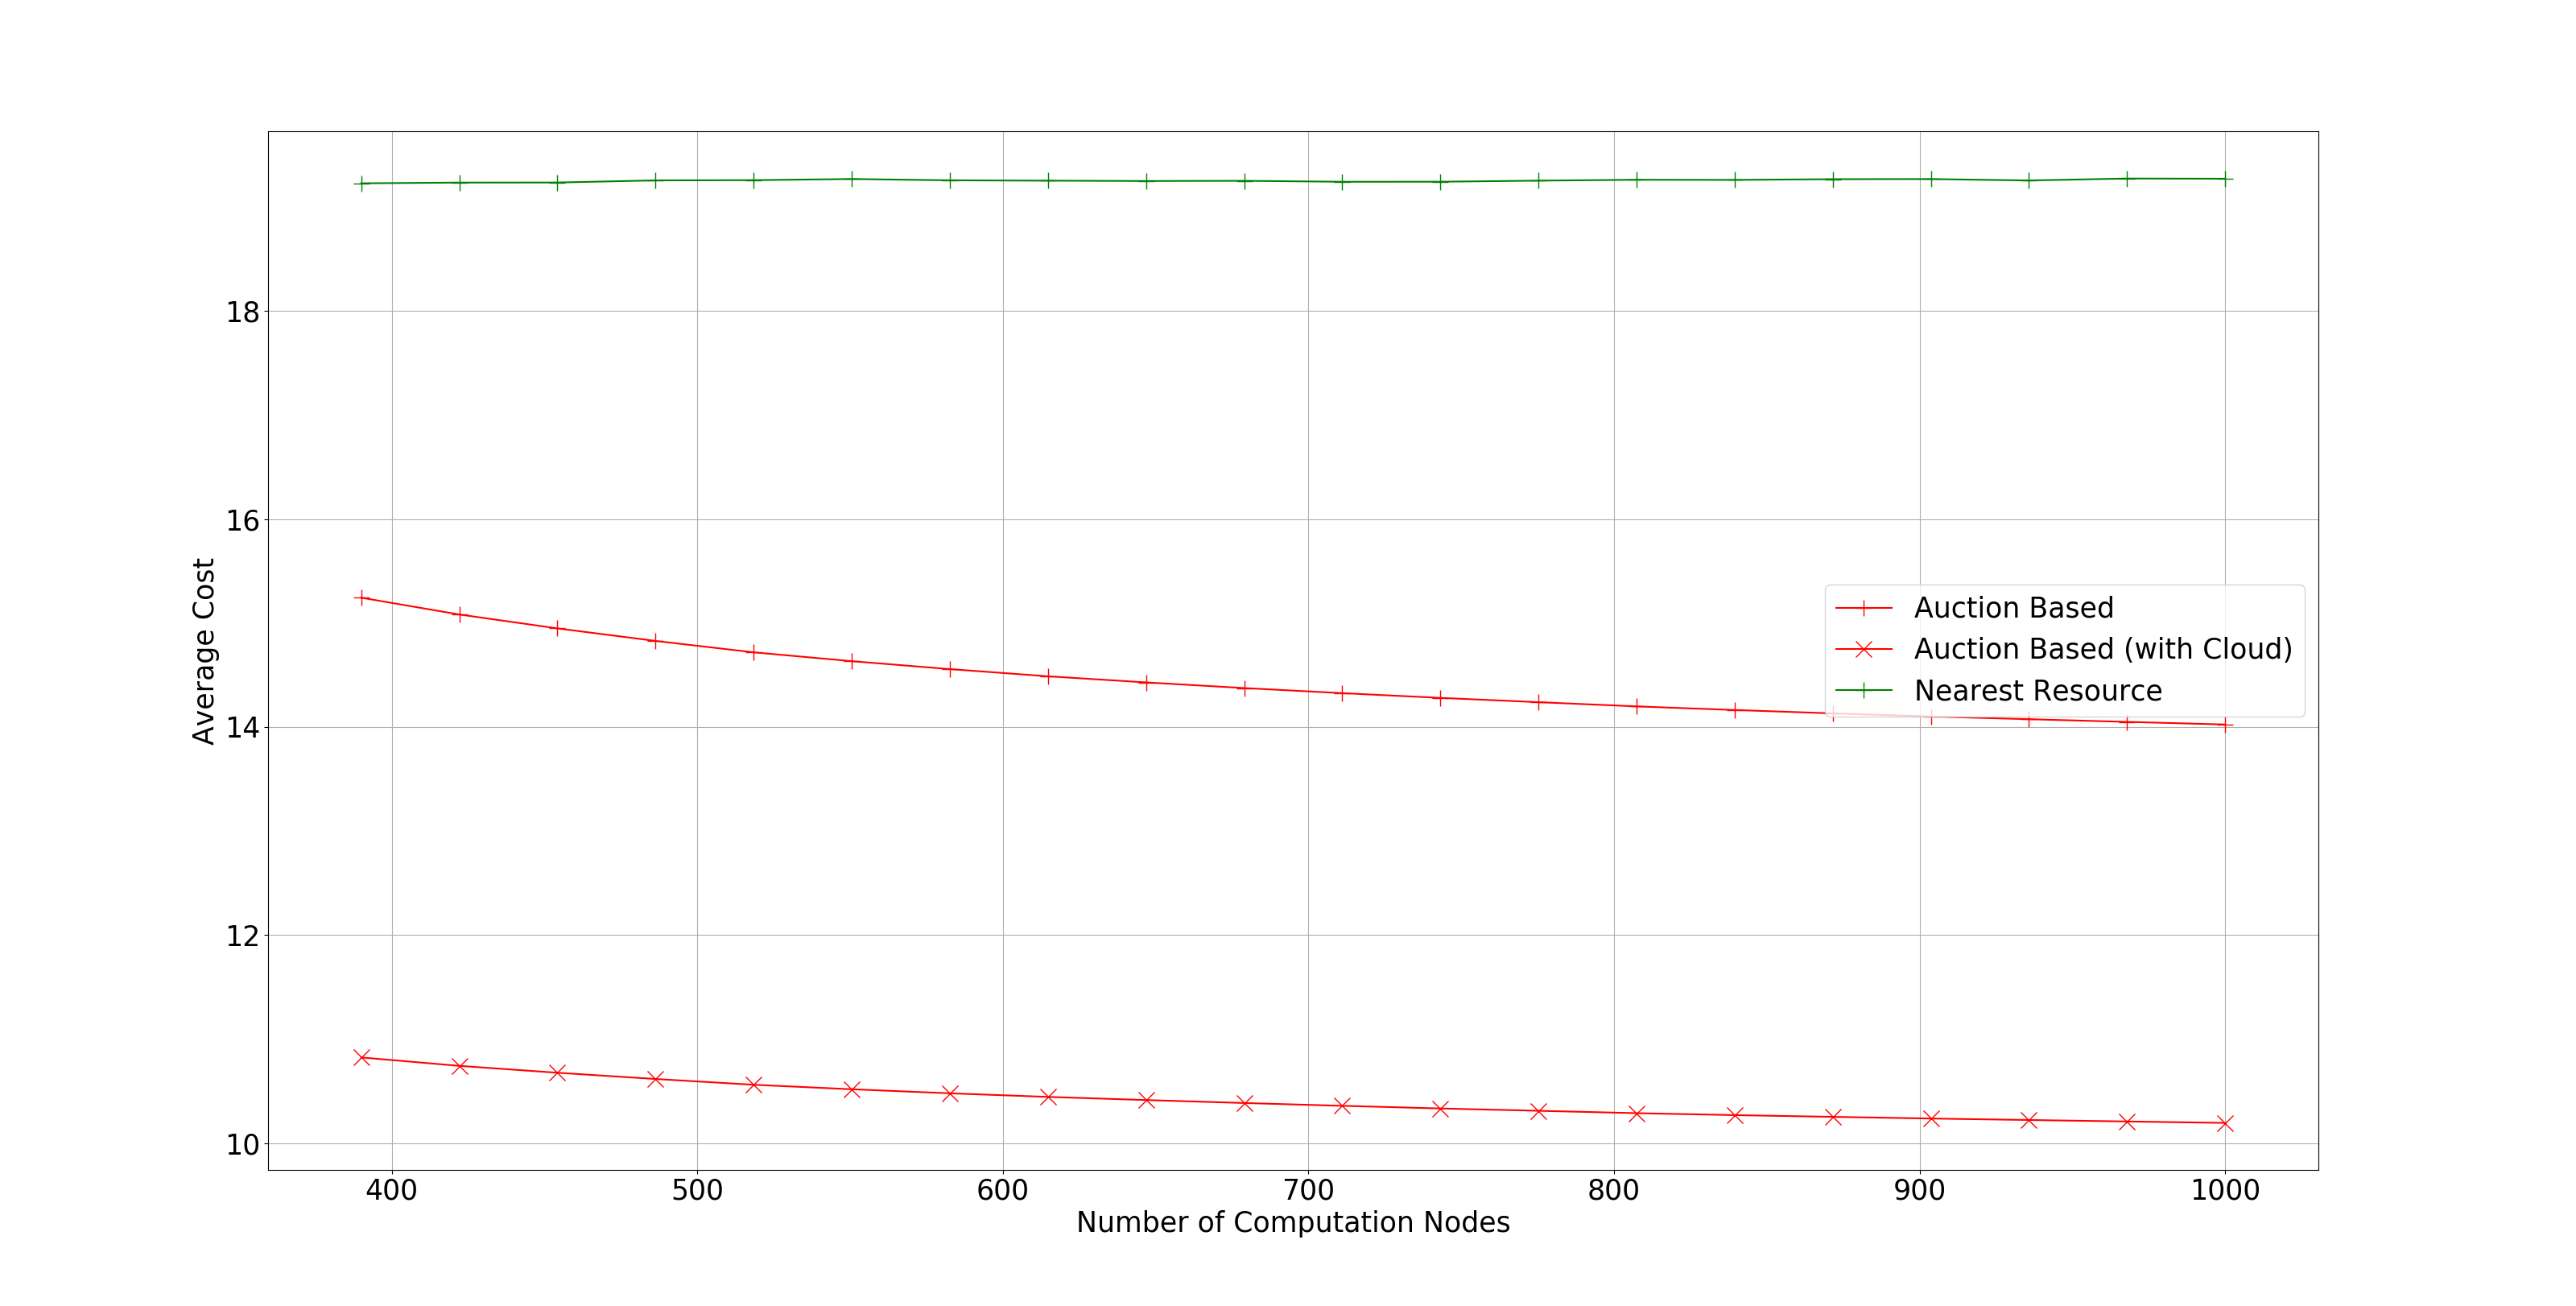 18
16
14
12
10
Average Cost
400 500 600 700 800 900 1000
Number of Computation Nodes
Auction Based
Auction Based (with Cloud)
Nearest Resource